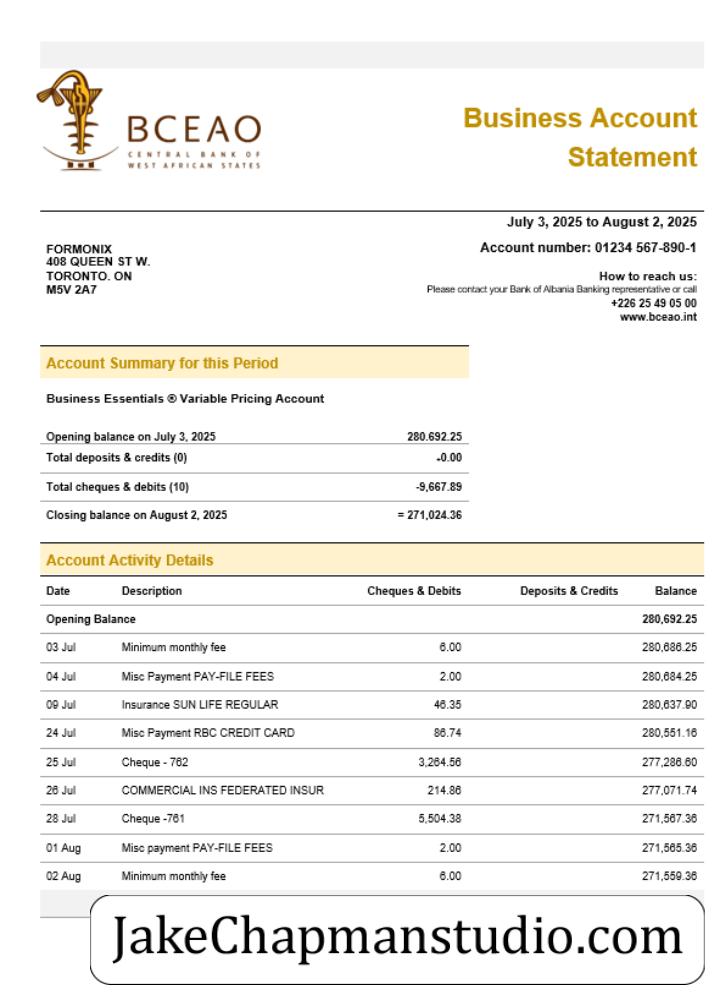 BCEAO
CENTRAL BANK OF
WEST AFRICAN STATES
Business Account
Statement
July 3, 2025 to August 2, 2025
FORMONIX
408 QUEEN ST W.
TORONTO. ON
M5V 2A7
Account number: 01234 567-890-1
How to reach us:
Please contact your Bank of Albania Banking representative or call
+226 25 49 05 00
www.bceao.int
Account Summary for this Period
Business Essentials ® Variable Pricing Account
Opening balance on July 3, 2025 280.692.25
Total deposits & credits (0) -0.00
Total cheques & debits (10) -9,667.89
Closing balance on August 2, 2025 = 271,024.36
Account Activity Details
Date Description Cheques & Debits Deposits & Credits Balance
Opening Balance 280,692.25
03 Jul Minimum monthly fee 6.00 280,686.25
04 Jul Misc Payment PAY-FILE FEES 2.00 280,684.25
09 Jul Insurance SUN LIFE REGULAR 46.35 280,637.90
24 Jul Misc Payment RBC CREDIT CARD 86.74 280,551.16
25 Jul Cheque - 762 3,264.56 277,286.60
26 Jul COMMERCIAL INS FEDERATED INSUR 214.86 277,071.74
28 Jul Cheque -761 5,504.38 271,567.36
01 Aug Misc payment PAY-FILE FEES 2.00 271,565.36
02 Aug Minimum monthly fee 6.00 271,559.36
JakeChapmanstudio.com